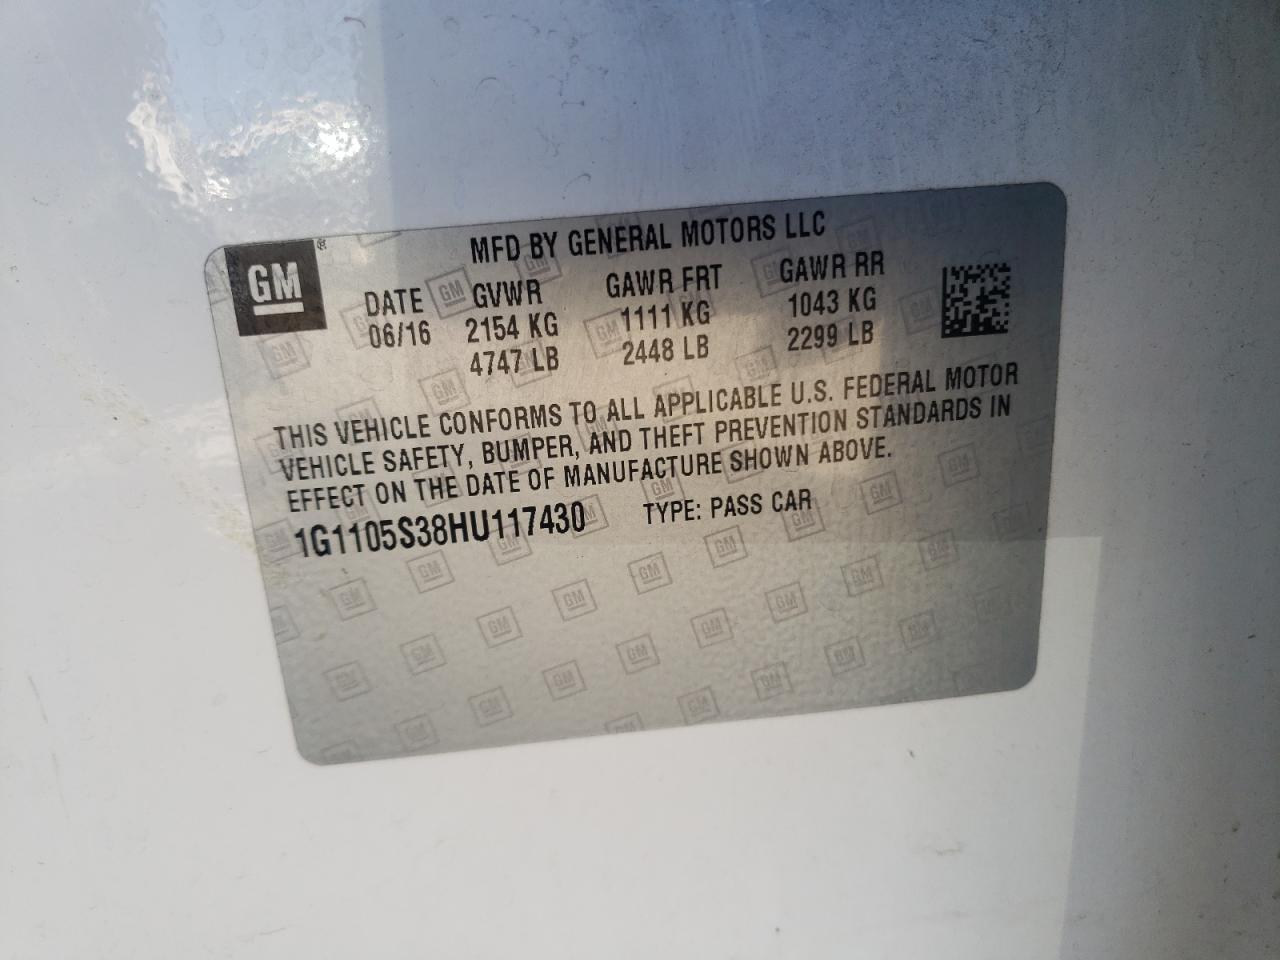 GM ®
MFD BY GENERAL MOTORS LLC
DATE GVWR GAWR FRT GAWR RR
06/16 2154 KG 1111 KG 1043 KG
4747 LB 2448 LB 2299 LB
THIS VEHICLE CONFORMS TO ALL APPLICABLE U.S. FEDERAL MOTOR
VEHICLE SAFETY, BUMPER, AND THEFT PREVENTION STANDARDS IN
EFFECT ON THE DATE OF MANUFACTURE SHOWN ABOVE.
1G1105S38HU117430 TYPE: PASS CAR